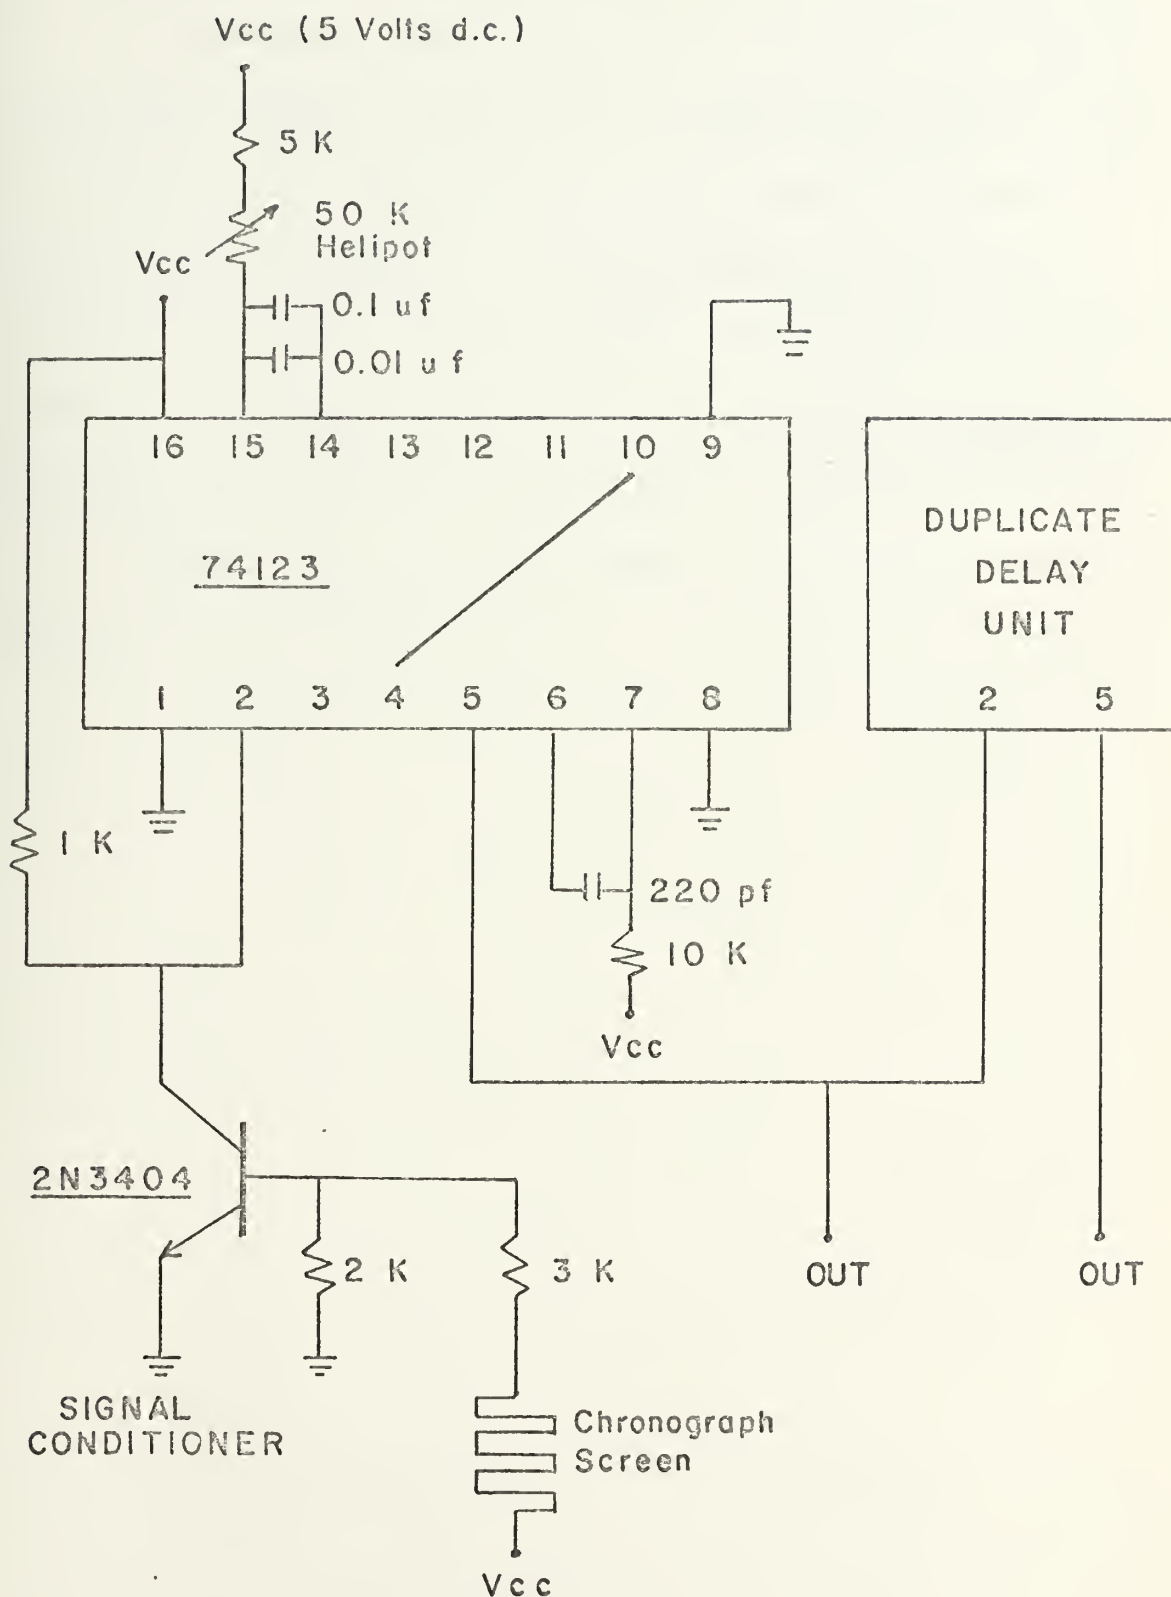 Vcc (5 Volts d.c.)
5 K
50 K
Helipot
Vcc
0.1 uf
0.01 uf
16 15 14 13 12 11 10 9
74123
DUPLICATE
DELAY
UNIT
1 2 3 4 5 6 7 8
2 5
1 K
220 pf
10 K
Vcc
2N3404
2 K
3 K
OUT
OUT
SIGNAL
CONDITIONER
Chronograph
Screen
Vcc